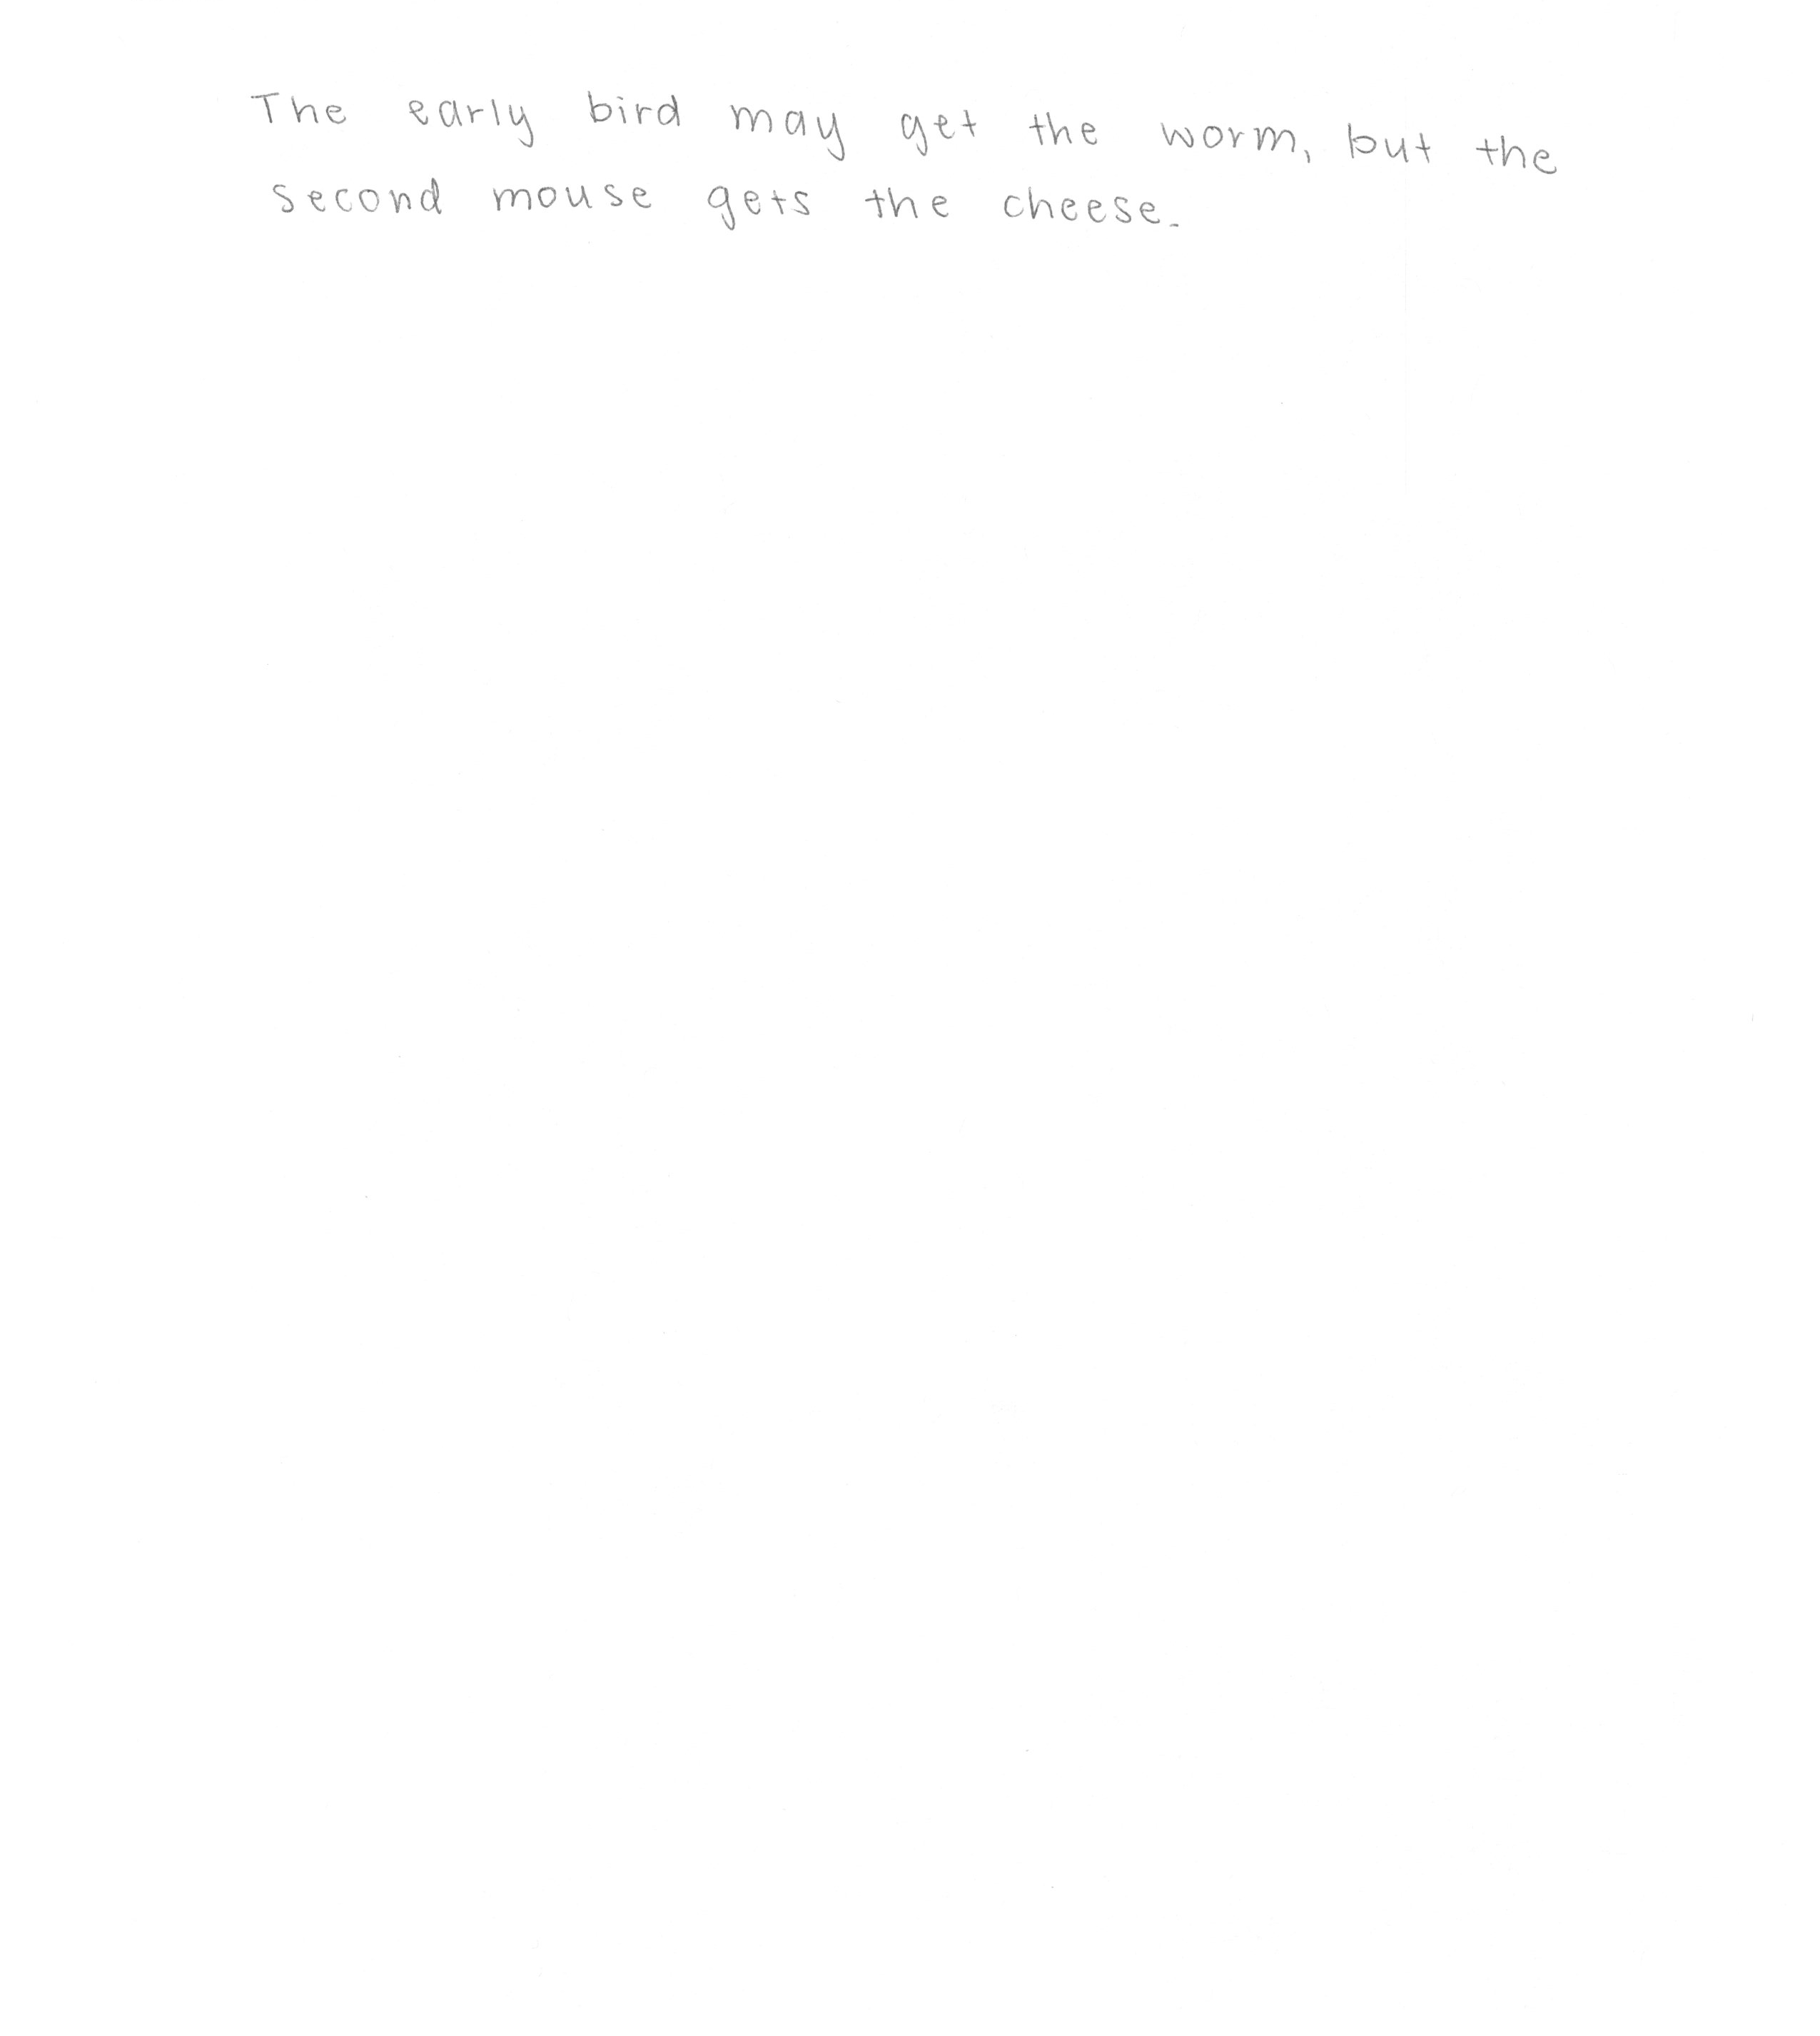 The early bird may get the worm, but the
second mouse gets the cheese.